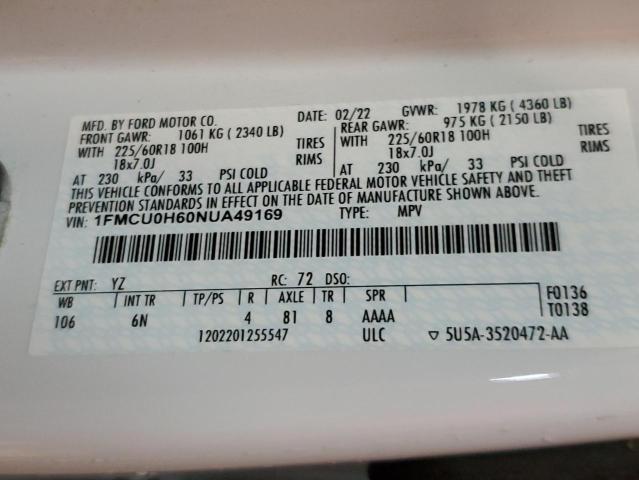 MFD. BY FORD MOTOR CO. DATE: 02/22 GVWR: 1978 KG ( 4360 LB)
FRONT GAWR: 1061 KG ( 2340 LB) REAR GAWR: 975 KG ( 2150 LB)
WITH 225/60R18 100H TIRES WITH 225/60R18 100H TIRES
18x7.0J RIMS 18x7.0J RIMS
AT 230 kPa/ 33 PSI COLD AT 230 kPa/ 33 PSI COLD
THIS VEHICLE CONFORMS TO ALL APPLICABLE FEDERAL MOTOR VEHICLE SAFETY AND THEFT
PREVENTION STANDARDS IN EFFECT ON THE DATE OF MANUFACTURE SHOWN ABOVE.
VIN: 1FMCU0H60NUA49169 TYPE: MPV
EXT PNT: YZ RC: 72 DSO:
WB INT TR TP/PS R AXLE TR SPR F0136
106 6N 4 81 8 AAAA T0138
1202201255547 ULC ▽ 5U5A-3520472-AA